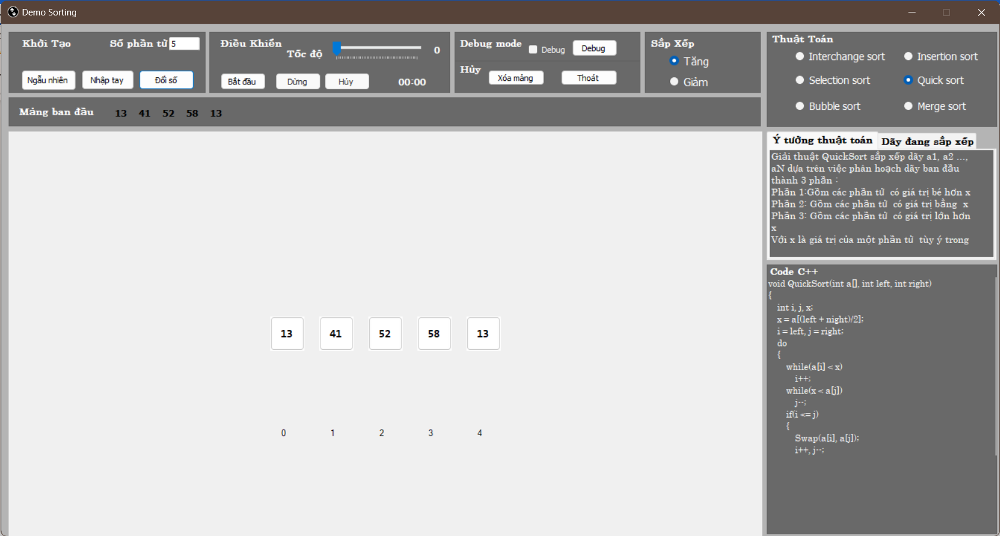 Demo Sorting
Khởi Tạo
Số phần tử 5
Ngẫu nhiên
Nhập tay
Đổi số
Điều Khiển
Tốc độ
0
Bắt đầu
Dừng
Hủy
00:00
Debug mode
Debug
Debug
Hủy
Xóa mảng
Thoát
Sắp Xếp
Tăng
Giảm
Thuật Toán
Interchange sort
Insertion sort
Selection sort
Quick sort
Bubble sort
Merge sort
Mảng ban đầu 13 41 52 58 13
13 41 52 58 13
0 1 2 3 4
Ý tưởng thuật toán
Dãy đang sắp xếp
Giải thuật QuickSort sắp xếp dãy a1, a2 ...,
aN dựa trên việc phân hoạch dãy ban đầu
thành 3 phần :
Phần 1:Gồm các phần tử có giá trị bé hơn x
Phần 2: Gồm các phần tử có giá trị bằng x
Phần 3: Gồm các phần tử có giá trị lớn hơn
x
Với x là giá trị của một phần tử tùy ý trong
Code C++
void QuickSort(int a[], int left, int right)
{
int i, j, x;
x = a[(left + night)/2];
i = left, j = right;
do
{
while(a[i] < x)
i++;
while(x < a[j])
j--;
if(i <= j)
{
Swap(a[i], a[j]);
i++, j--;